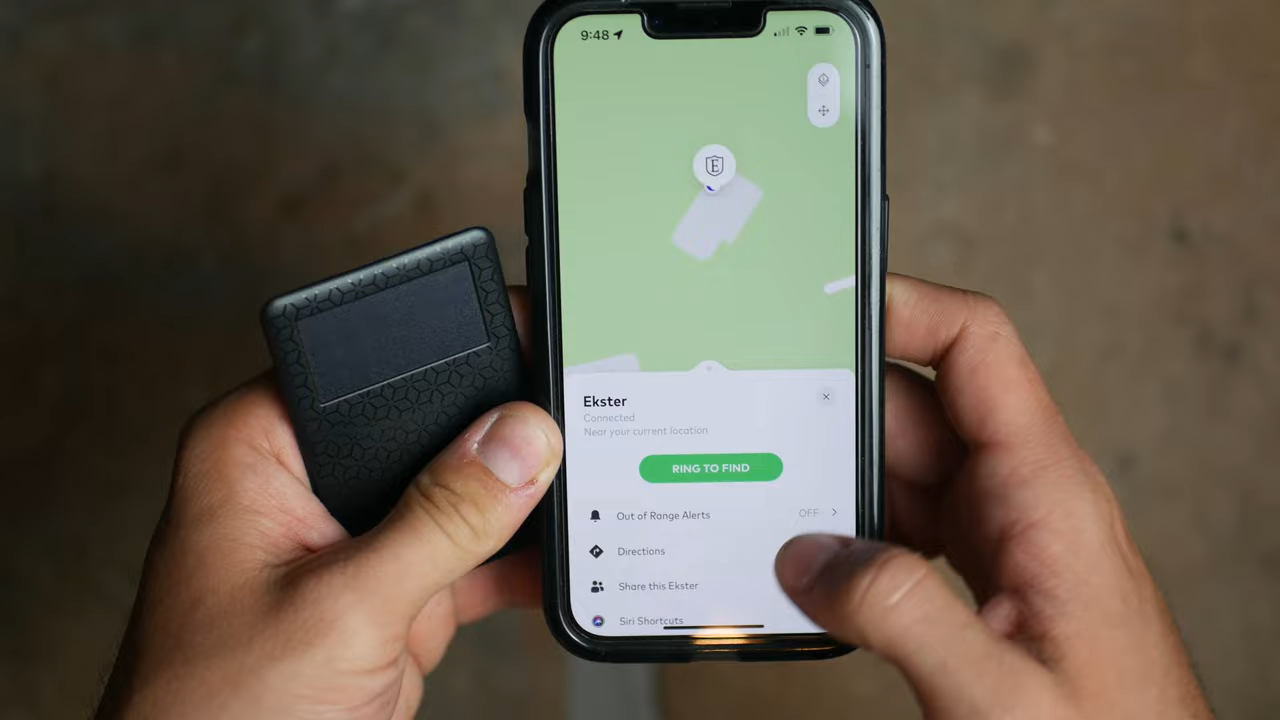 9:48
E
Ekster
Connected
Near your current location
RING TO FIND
Out of Range Alerts OFF
Directions
Share this Ekster
Siri Shortcuts